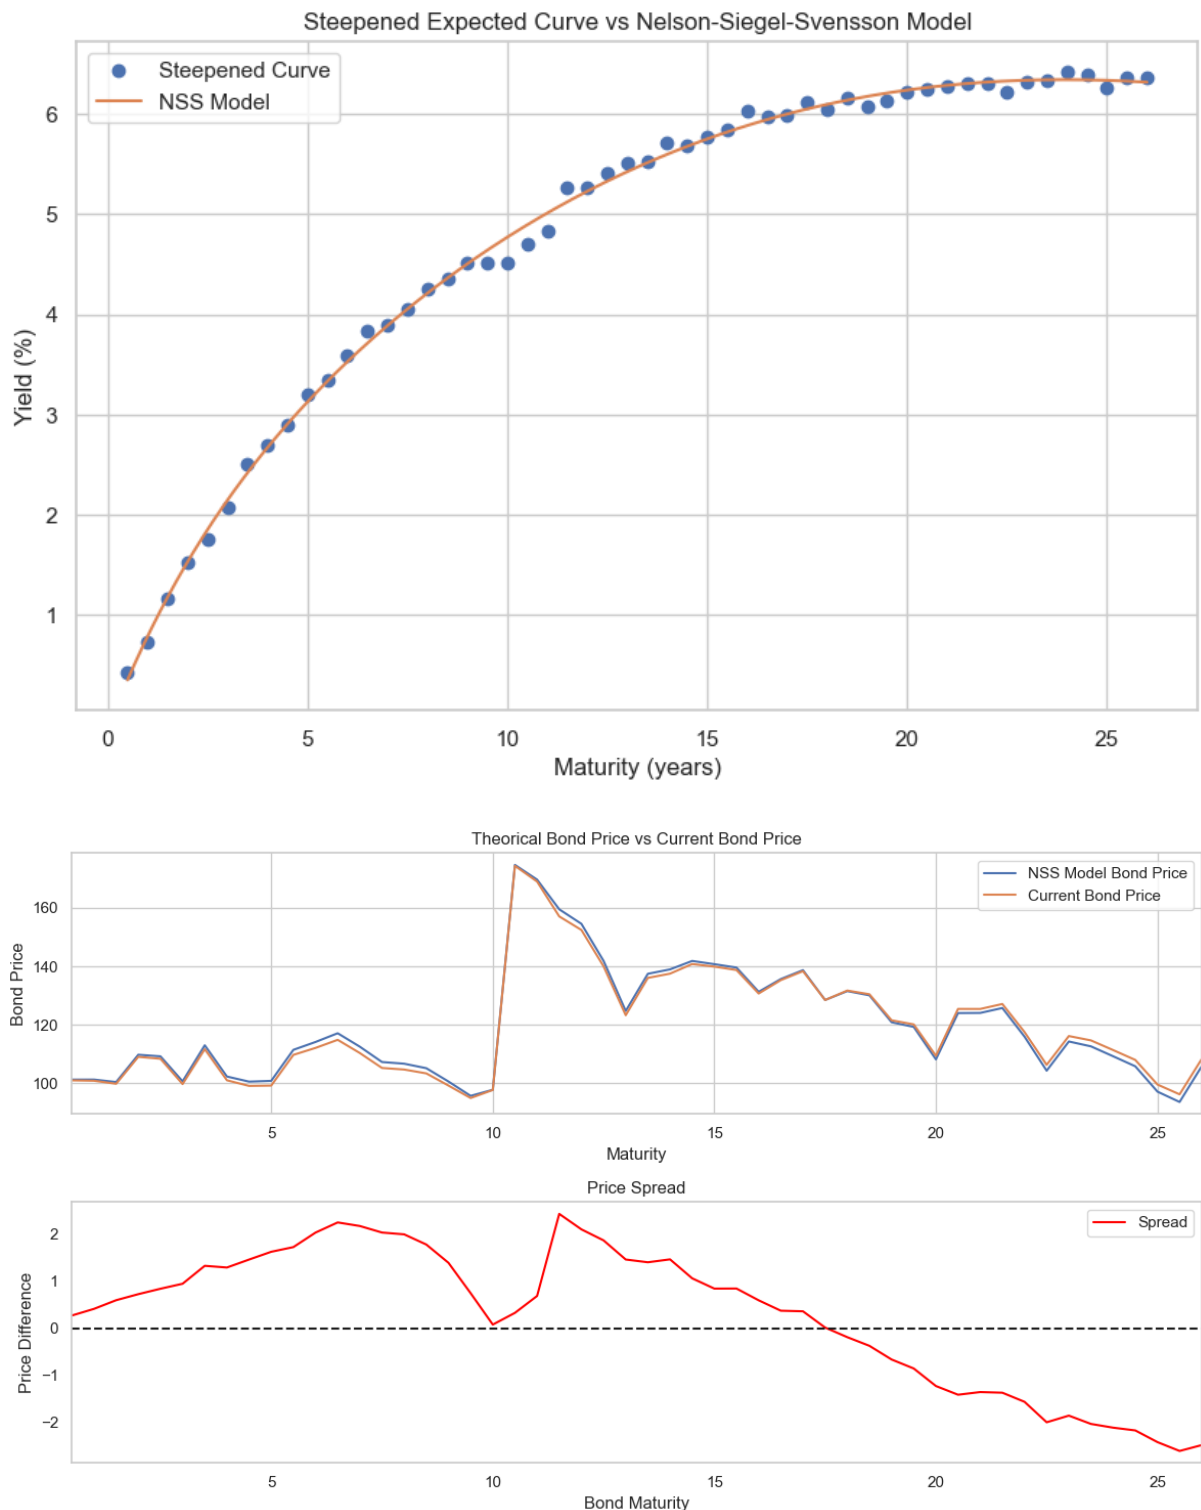 Steepened Expected Curve vs Nelson-Siegel-Svensson Model
Steepened Curve
NSS Model
Yield (%)
6
5
4
3
2
1
0 5 10 15 20 25
Maturity (years)
Theorical Bond Price vs Current Bond Price
NSS Model Bond Price
Current Bond Price
Bond Price
160
140
120
100
5 10 15 20 25
Maturity
Price Spread
Spread
Price Difference
2
1
0
−1
−2
5 10 15 20 25
Bond Maturity